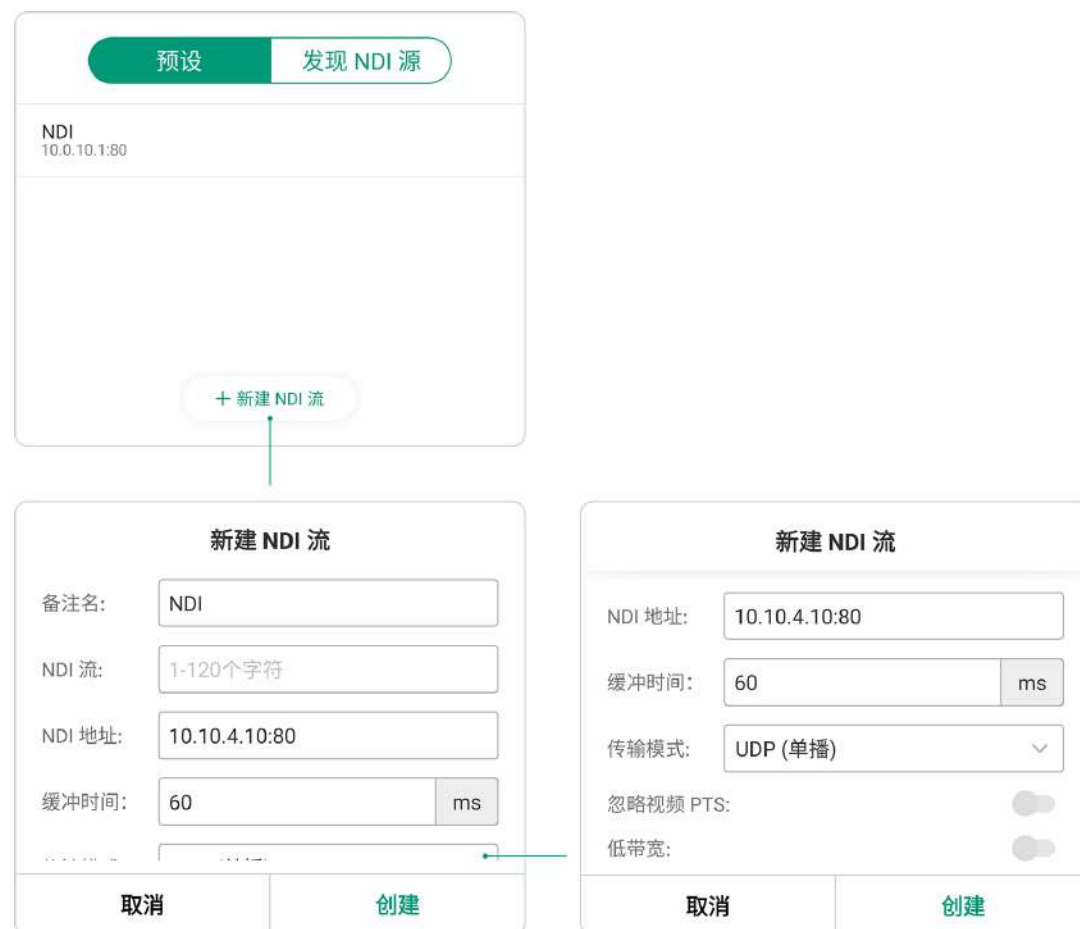 预设 发现 NDI 源
NDI
10.0.10.1:80
+ 新建 NDI 流
新建 NDI 流
备注名: NDI
NDI 流: 1-120个字符
NDI 地址: 10.10.4.10:80
缓冲时间: 60 ms
取消 创建
新建 NDI 流
NDI 地址: 10.10.4.10:80
缓冲时间: 60 ms
传输模式: UDP (单播)
忽略视频 PTS:
低带宽:
取消 创建